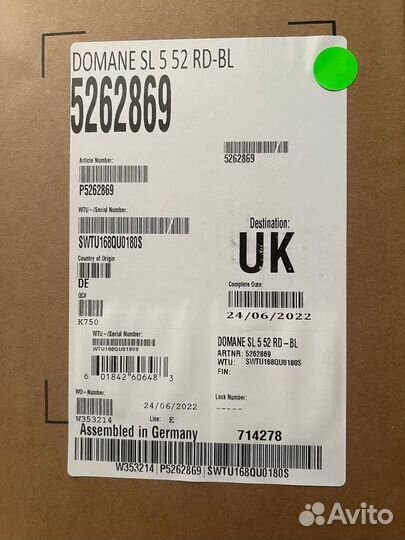 DOMANE SL 5 52 RD-BL
5262869
Article Number:
P5262869
5262869
WTU-/Serial Number:
SWTU168QU0180S
Destination:
UK
Country of Origin
DE
QC#
K750
Complete Date:
24/06/2022
WTU-/Serial Number:
WTU168QU0180S
6 01842 60648 3
DOMANE SL 5 52 RD-BL
ARTNR: 5262869
WTU: SWTU168QU0180S
FIN:
WO-Number:
W353214
24/06/2022
Line: E
Lock Number:
-----
Assembled in Germany
714278
W353214 | P5262869 | SWTU168QU0180S
Avito